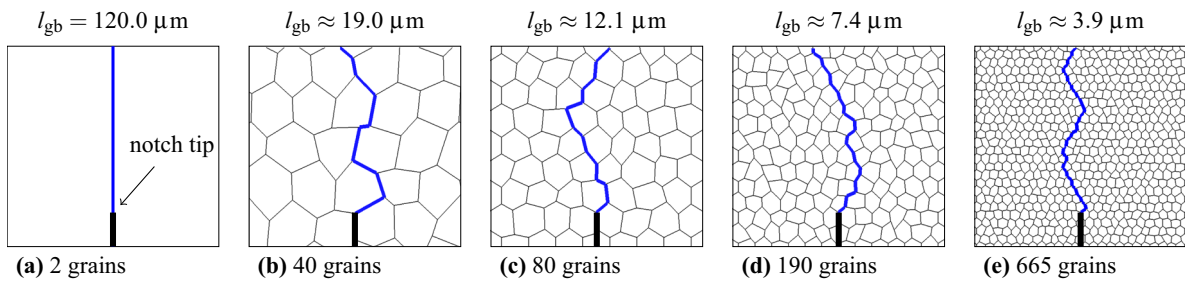 l_gb = 120.0 μm
l_gb ≈ 19.0 μm
l_gb ≈ 12.1 μm
l_gb ≈ 7.4 μm
l_gb ≈ 3.9 μm
notch tip
(a) 2 grains
(b) 40 grains
(c) 80 grains
(d) 190 grains
(e) 665 grains